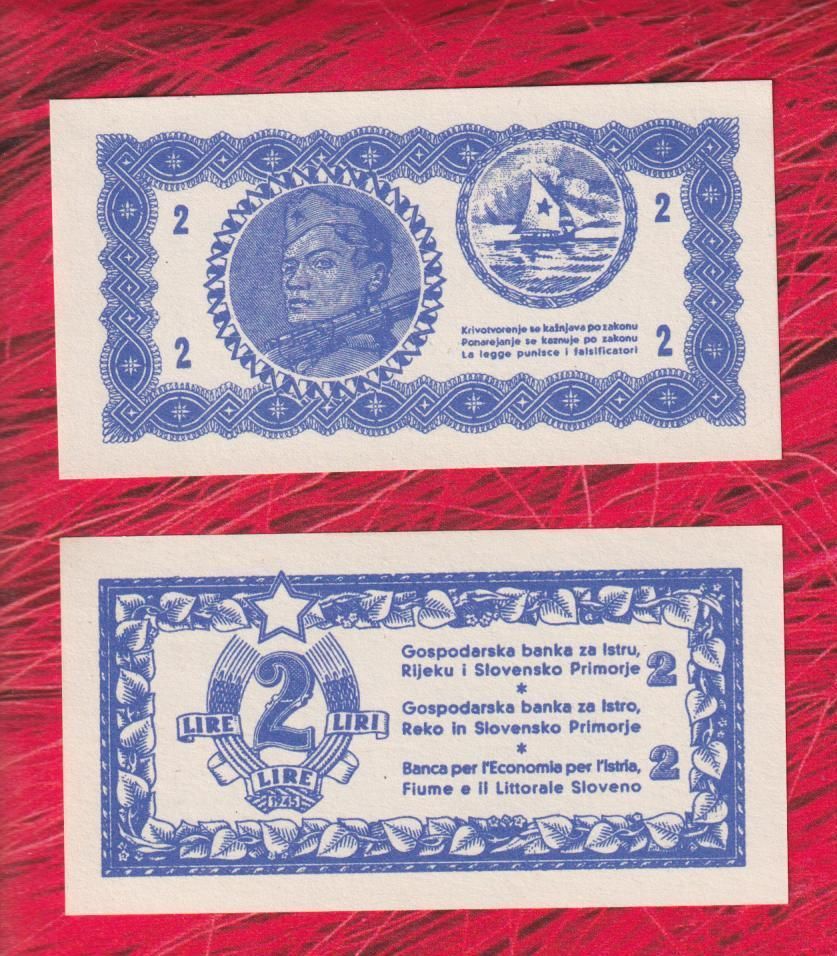 2
2
2
2
Krivotvorenje se kažnjava po zakonu
Ponarejanje se kaznuje po zakonu
La legge punisce i falsificatori
2
LIRE
LIRI
LIRE
1945
Gospodarska banka za Istru,
Rijeku i Slovensko Primorje
*
Gospodarska banka za Istro,
Reko in Slovensko Primorje
*
Banca per l'Economia per l'Istria,
Fiume e il Littorale Sloveno
2
2